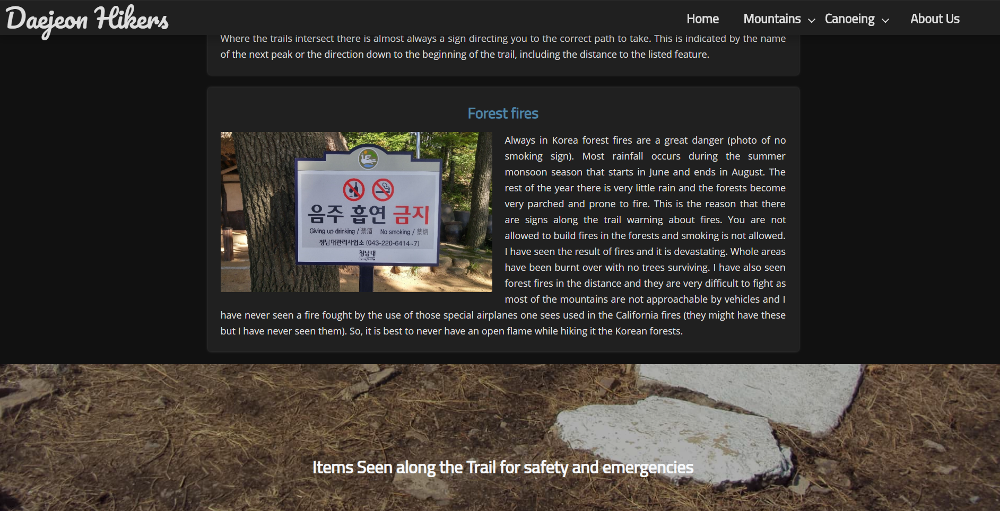 Daejeon Hikers
Home Mountains Canoeing About Us
Where the trails intersect there is almost always a sign directing you to the correct path to take. This is indicated by the name
of the next peak or the direction down to the beginning of the trail, including the distance to the listed feature.
Forest fires
음주 흡연 금지
Giving up drinking / 禁酒 No smoking / 禁烟
청남대관리사업소 (043-220-6414~7)
청남대
Always in Korea forest fires are a great danger (photo of no
smoking sign). Most rainfall occurs during the summer
monsoon season that starts in June and ends in August. The
rest of the year there is very little rain and the forests become
very parched and prone to fire. This is the reason that there
are signs along the trail warning about fires. You are not
allowed to build fires in the forests and smoking is not allowed.
I have seen the result of fires and it is devastating. Whole areas
have been burnt over with no trees surviving. I have also seen
forest fires in the distance and they are very difficult to fight as
most of the mountains are not approachable by vehicles and I
have never seen a fire fought by the use of those special airplanes one sees used in the California fires (they might have these
but I have never seen them). So, it is best to never have an open flame while hiking it the Korean forests.
Items Seen along the Trail for safety and emergencies